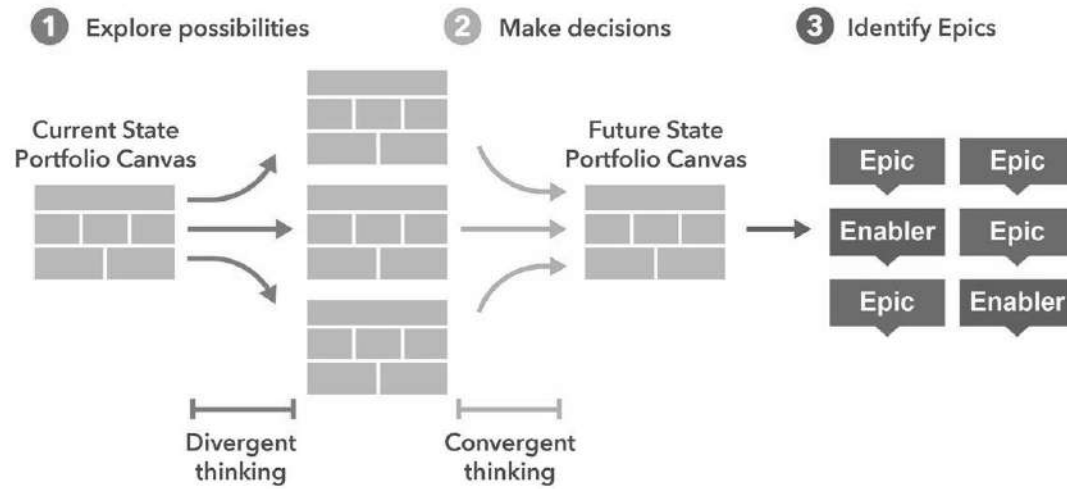 1 Explore possibilities
2 Make decisions
3 Identify Epics
Current State
Portfolio Canvas
Future State
Portfolio Canvas
Epic Epic
Enabler Epic
Epic Enabler
Divergent
thinking
Convergent
thinking